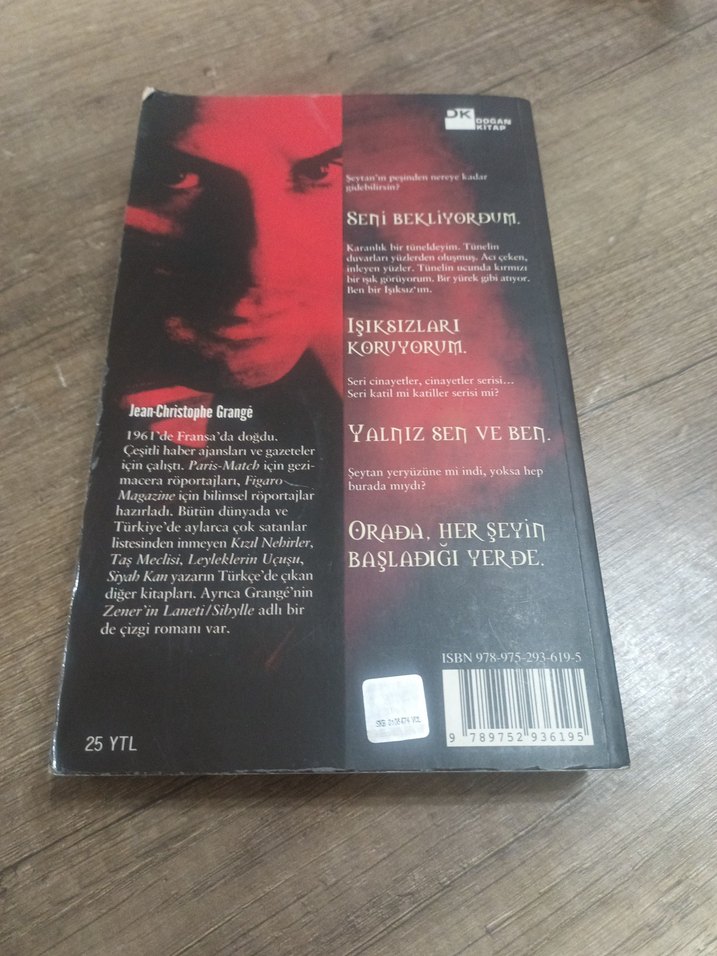 DK
DOĞAN
KİTAP
Şeytan'ın peşinden nereye kadar
gidebilirsin?
SENİ BEKLİYORDUM.
Karanlık bir tüneldeyim. Tünelin
duvarları yüzlerden oluşmuş. Acı çeken,
inleyen yüzler. Tünelin ucunda kırmızı
bir ışık görüyorum. Bir yürek gibi atıyor.
Ben bir Işıksız'ım.
IŞIKSIZLARI
KORUYORUM.
Seri cinayetler, cinayetler serisi...
Seri katil mi katiller serisi mi?
YALNIZ SEN VE BEN.
Şeytan yeryüzüne mi indi, yoksa hep
burada mıydı?
ORADA, HER ŞEYİN
BAŞLADIĞI YERDE.
Jean-Christophe Grangé
1961'de Fransa'da doğdu.
Çeşitli haber ajansları ve gazeteler
için çalıştı. Paris-Match için gezi-
macera röportajları, Figaro
Magazine için bilimsel röportajlar
hazırladı. Bütün dünyada ve
Türkiye'de aylarca çok satanlar
listesinden inmeyen Kızıl Nehirler,
Taş Meclisi, Leyleklerin Uçuşu,
Siyah Kan yazarın Türkçe'de çıkan
diğer kitapları. Ayrıca Grangé'nin
Zener'in Laneti/Sibylle adlı bir
de çizgi romanı var.
25 YTL
ISBN 978-975-293-619-5
9 789752 936195